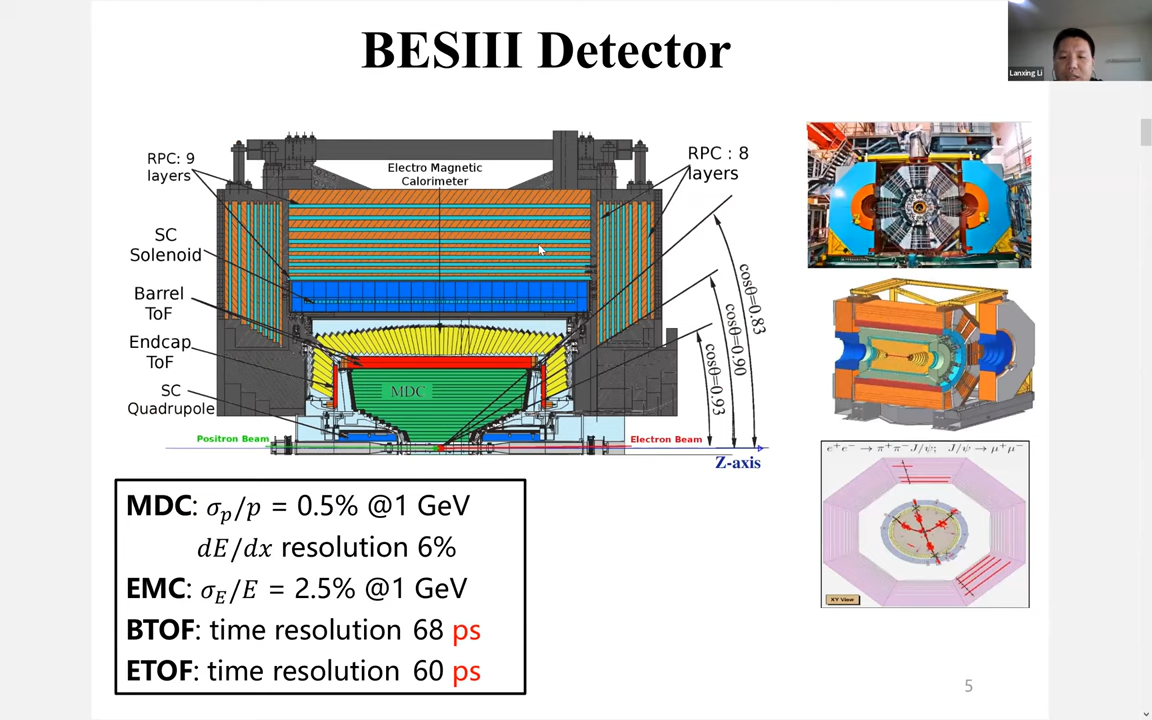 BESIII Detector
Lanxing Li
RPC: 9
layers
Electro Magnetic
Calorimeter
RPC : 8
layers
SC
Solenoid
Barrel
ToF
Endcap
ToF
SC
Quadrupole
MDC
cosθ=0.83
cosθ=0.90
cosθ=0.93
Positron Beam
Electron Beam
Z-axis
e⁺e⁻ → π⁺π⁻J/ψ; J/ψ → μ⁺μ⁻
XY View
MDC: σₚ/p = 0.5% @1 GeV
dE/dx resolution 6%
EMC: σ_E/E = 2.5% @1 GeV
BTOF: time resolution 68 ps
ETOF: time resolution 60 ps
5